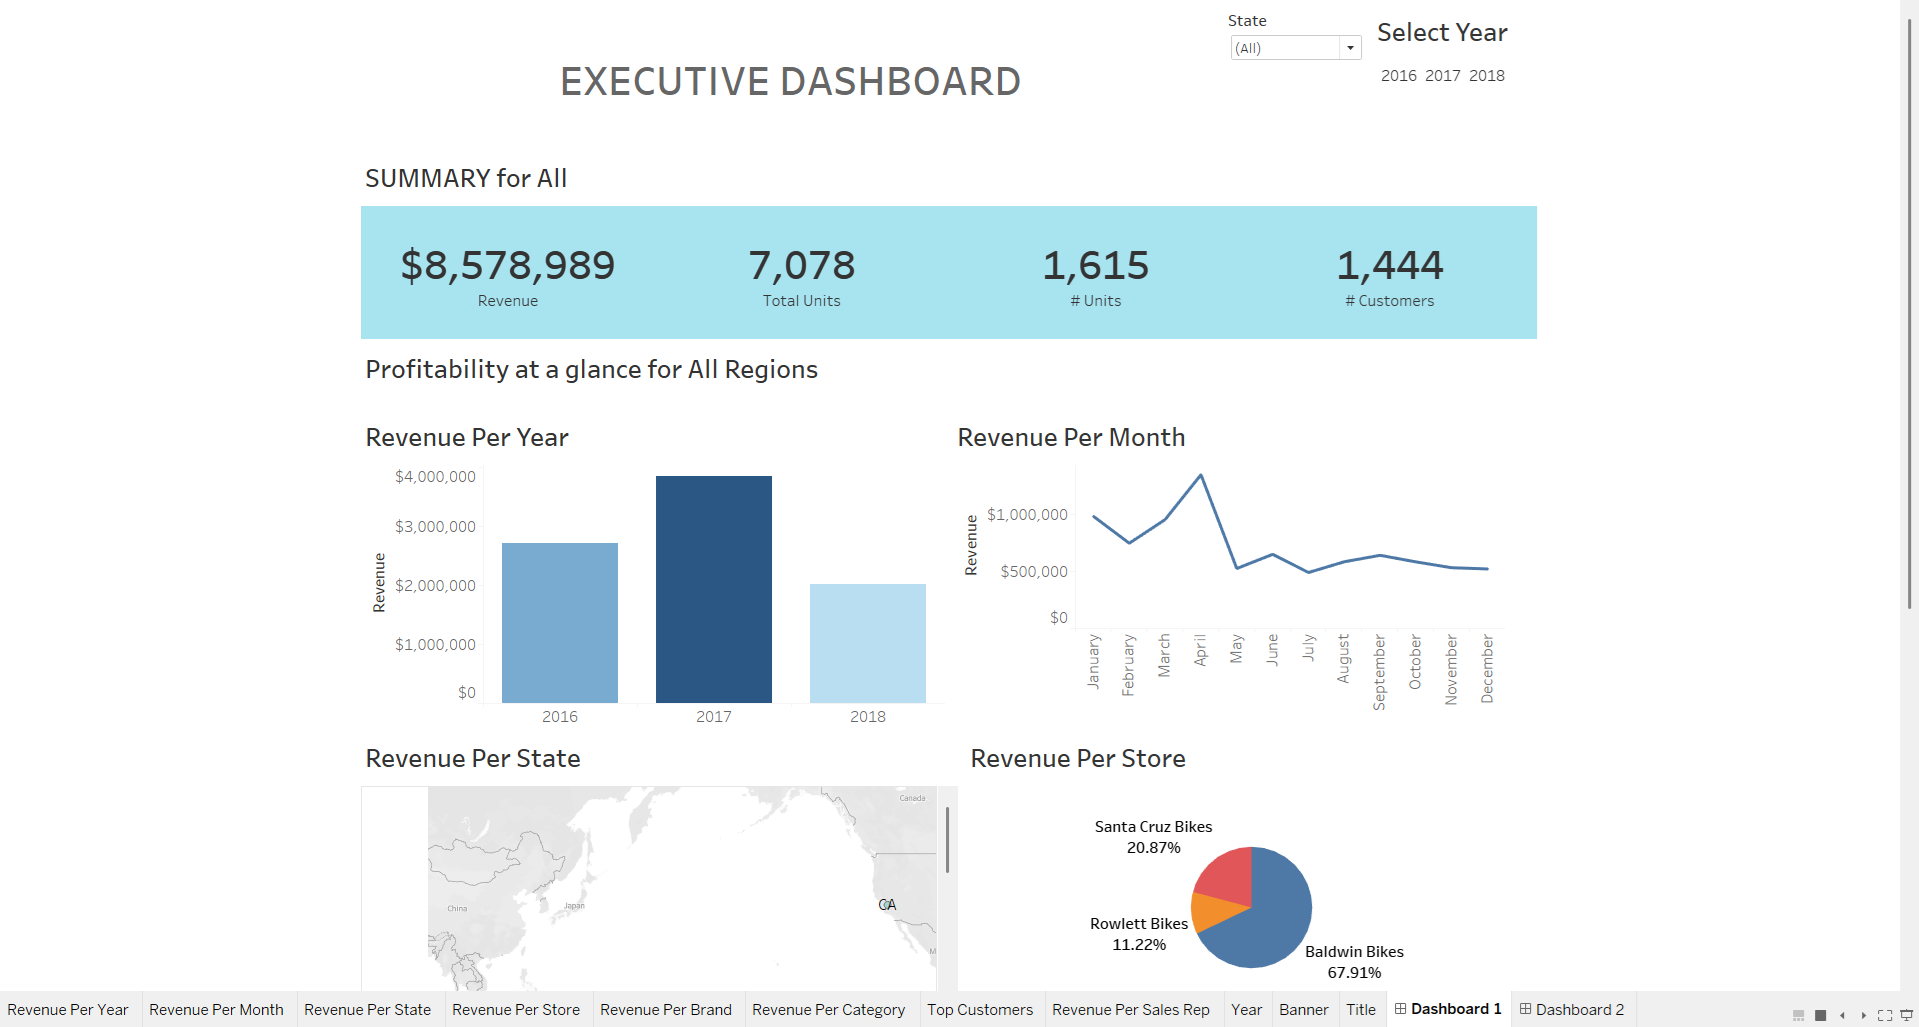 State
(All)
Select Year
2016 2017 2018
EXECUTIVE DASHBOARD
SUMMARY for All
$8,578,989
Revenue
7,078
Total Units
1,615
# Units
1,444
# Customers
Profitability at a glance for All Regions
Revenue Per Year
Revenue
$4,000,000
$3,000,000
$2,000,000
$1,000,000
$0
2016
2017
2018
Revenue Per Month
Revenue
$1,000,000
$500,000
$0
January
February
March
April
May
June
July
August
September
October
November
December
Revenue Per State
Canada
China
Japan
CA
M
Revenue Per Store
Santa Cruz Bikes
20.87%
Rowlett Bikes
11.22%
Baldwin Bikes
67.91%
Revenue Per Year
Revenue Per Month
Revenue Per State
Revenue Per Store
Revenue Per Brand
Revenue Per Category
Top Customers
Revenue Per Sales Rep
Year
Banner
Title
Dashboard 1
Dashboard 2